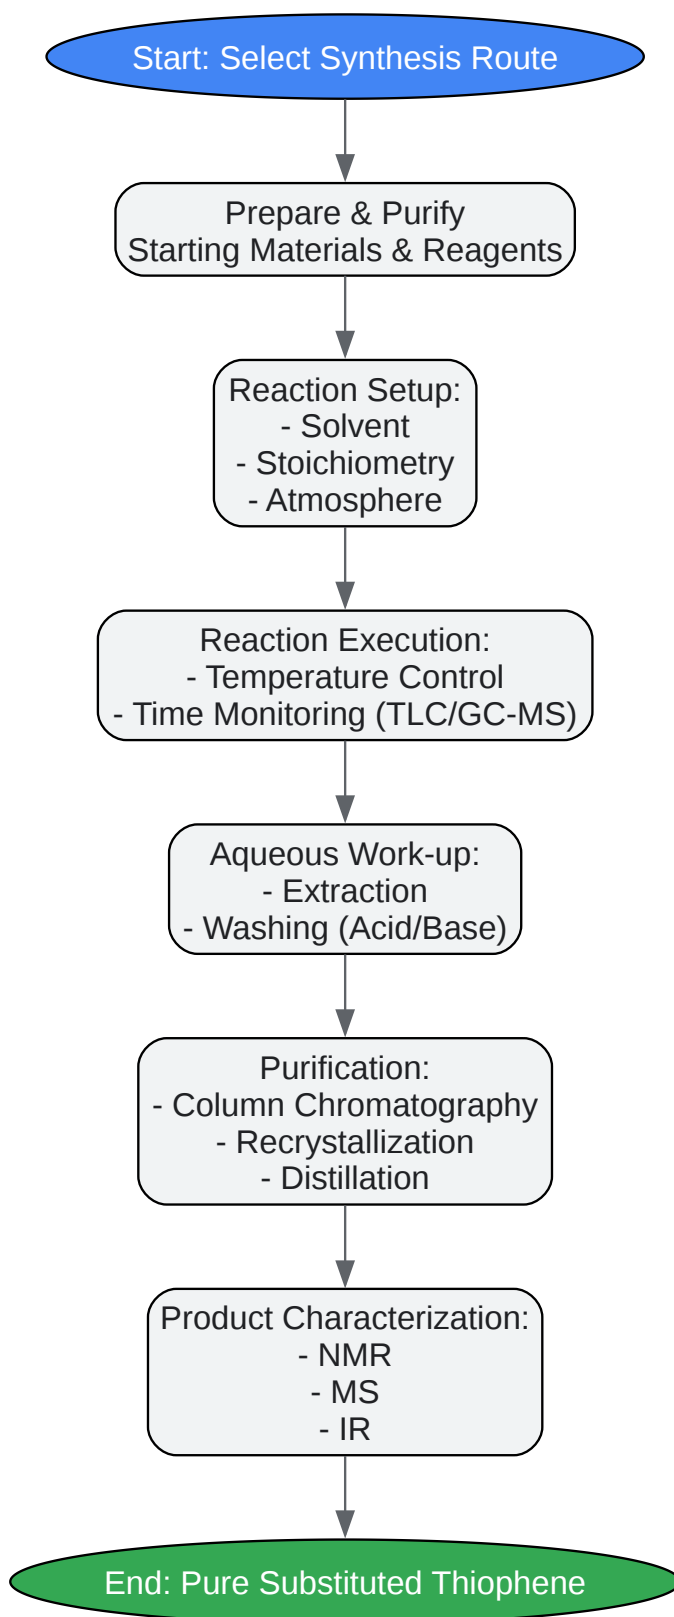 Start: Select Synthesis Route
Prepare & Purify
Starting Materials & Reagents
Reaction Setup:
- Solvent
- Stoichiometry
- Atmosphere
Reaction Execution:
- Temperature Control
- Time Monitoring (TLC/GC-MS)
Aqueous Work-up:
- Extraction
- Washing (Acid/Base)
Purification:
- Column Chromatography
- Recrystallization
- Distillation
Product Characterization:
- NMR
- MS
- IR
End: Pure Substituted Thiophene